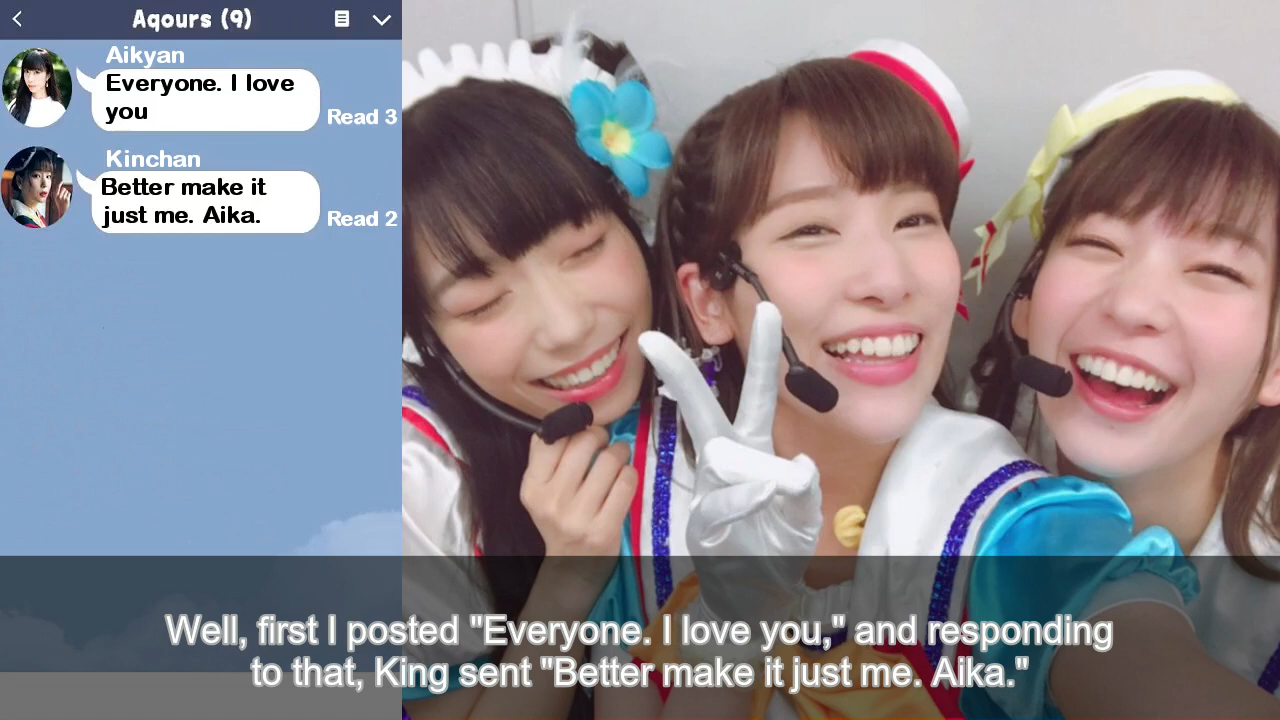 Aqours (9)
Aikyan
Everyone. I love
you
Read 3
Kinchan
Better make it
just me. Aika.
Read 2
Well, first I posted "Everyone. I love you," and responding
to that, King sent "Better make it just me. Aika."